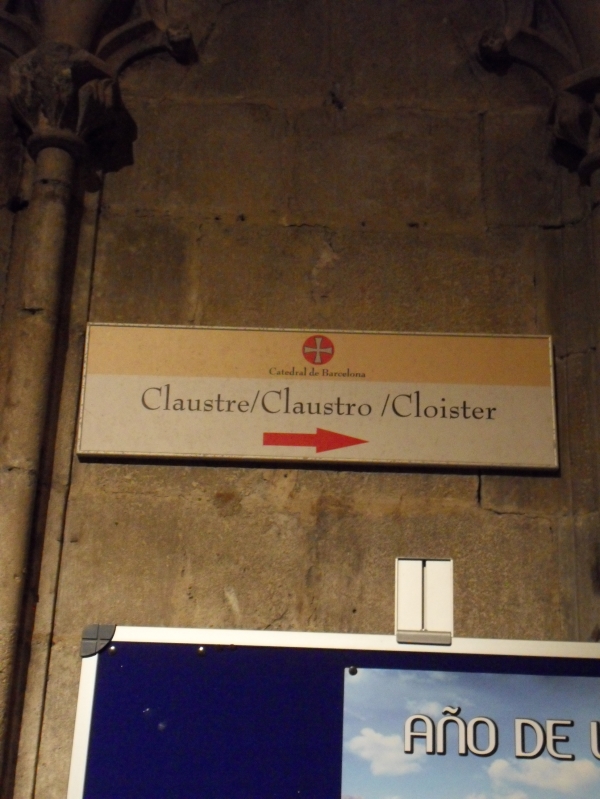 Catedral de Barcelona
Claustre/Claustro /Cloister
AÑO DE